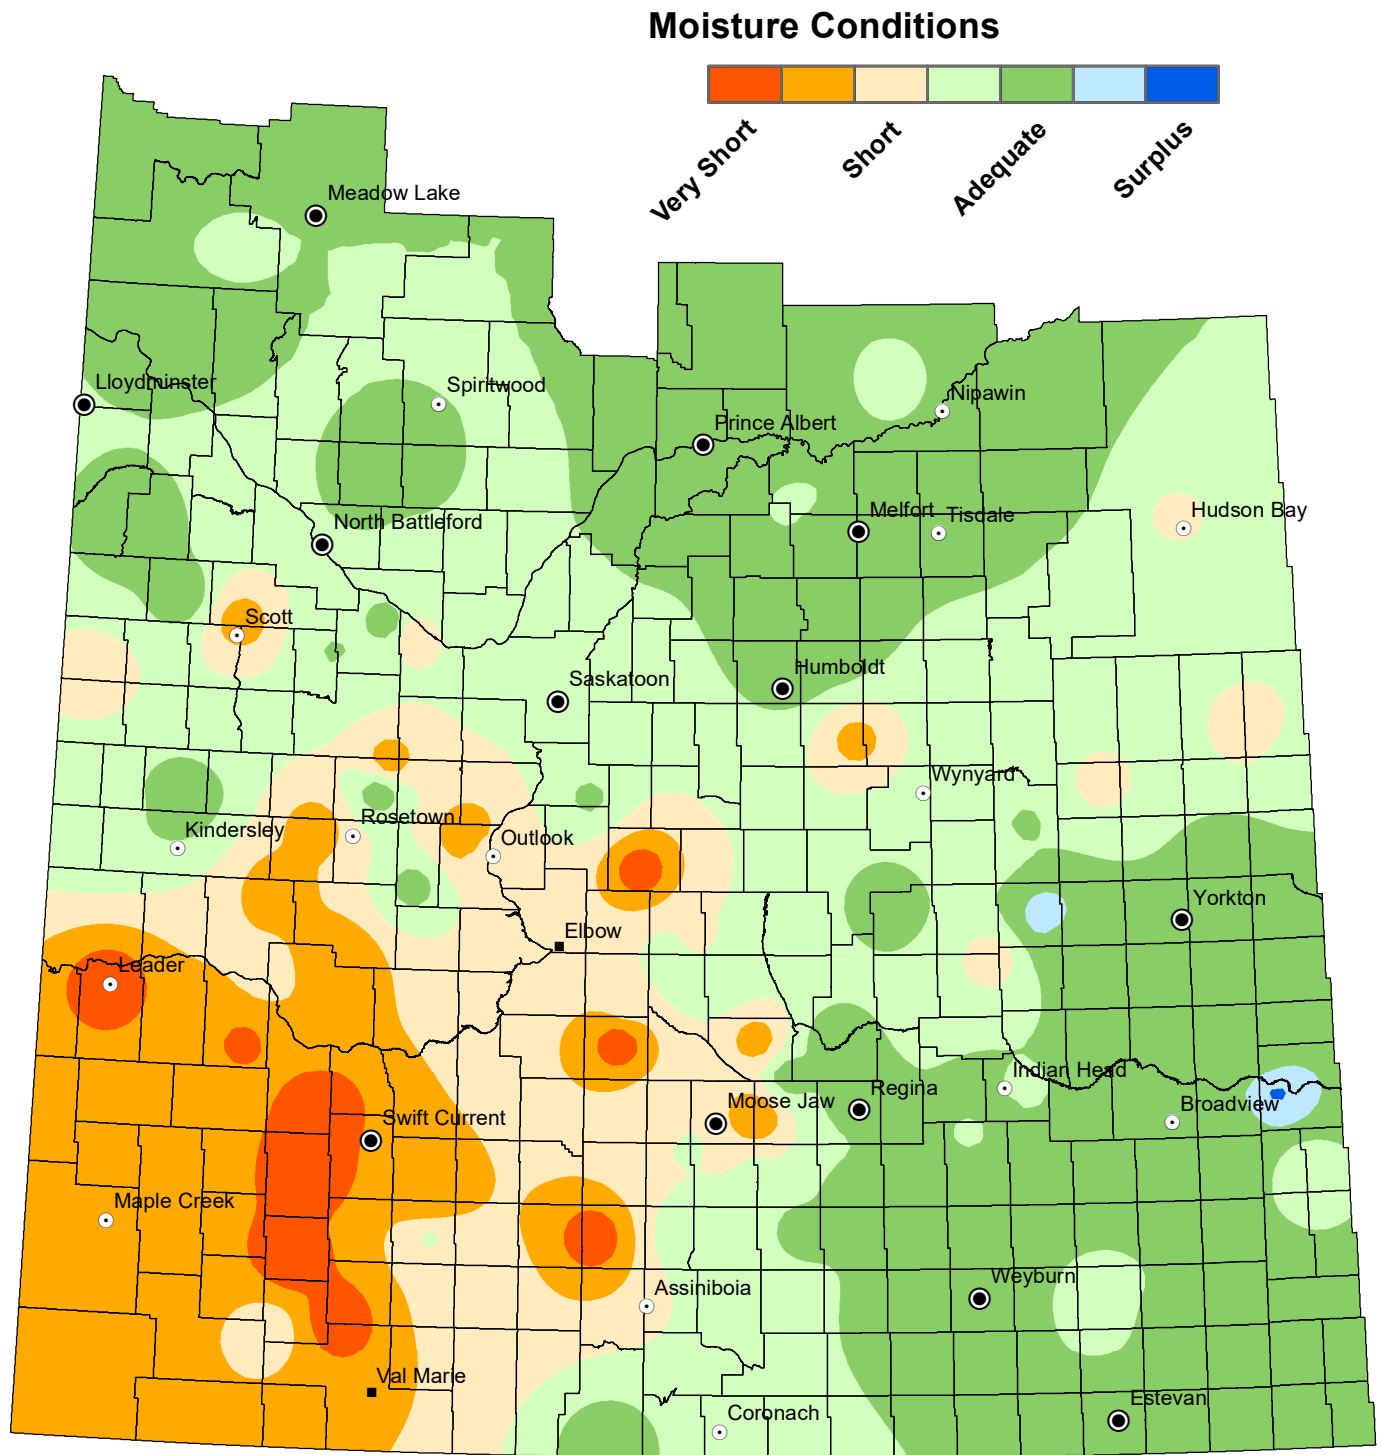 Moisture Conditions
Very Short
Short
Adequate
Surplus
Meadow Lake
Lloydminster
Spiritwood
Nipawin
Prince Albert
Melfort
Tisdale
Hudson Bay
North Battleford
Scott
Humboldt
Saskatoon
Wynyard
Rosetown
Kindersley
Outlook
Yorkton
Elbow
Leader
Indian Head
Regina
Moose Jaw
Broadview
Swift Current
Maple Creek
Weyburn
Assiniboia
Val Marie
Estevan
Coronach